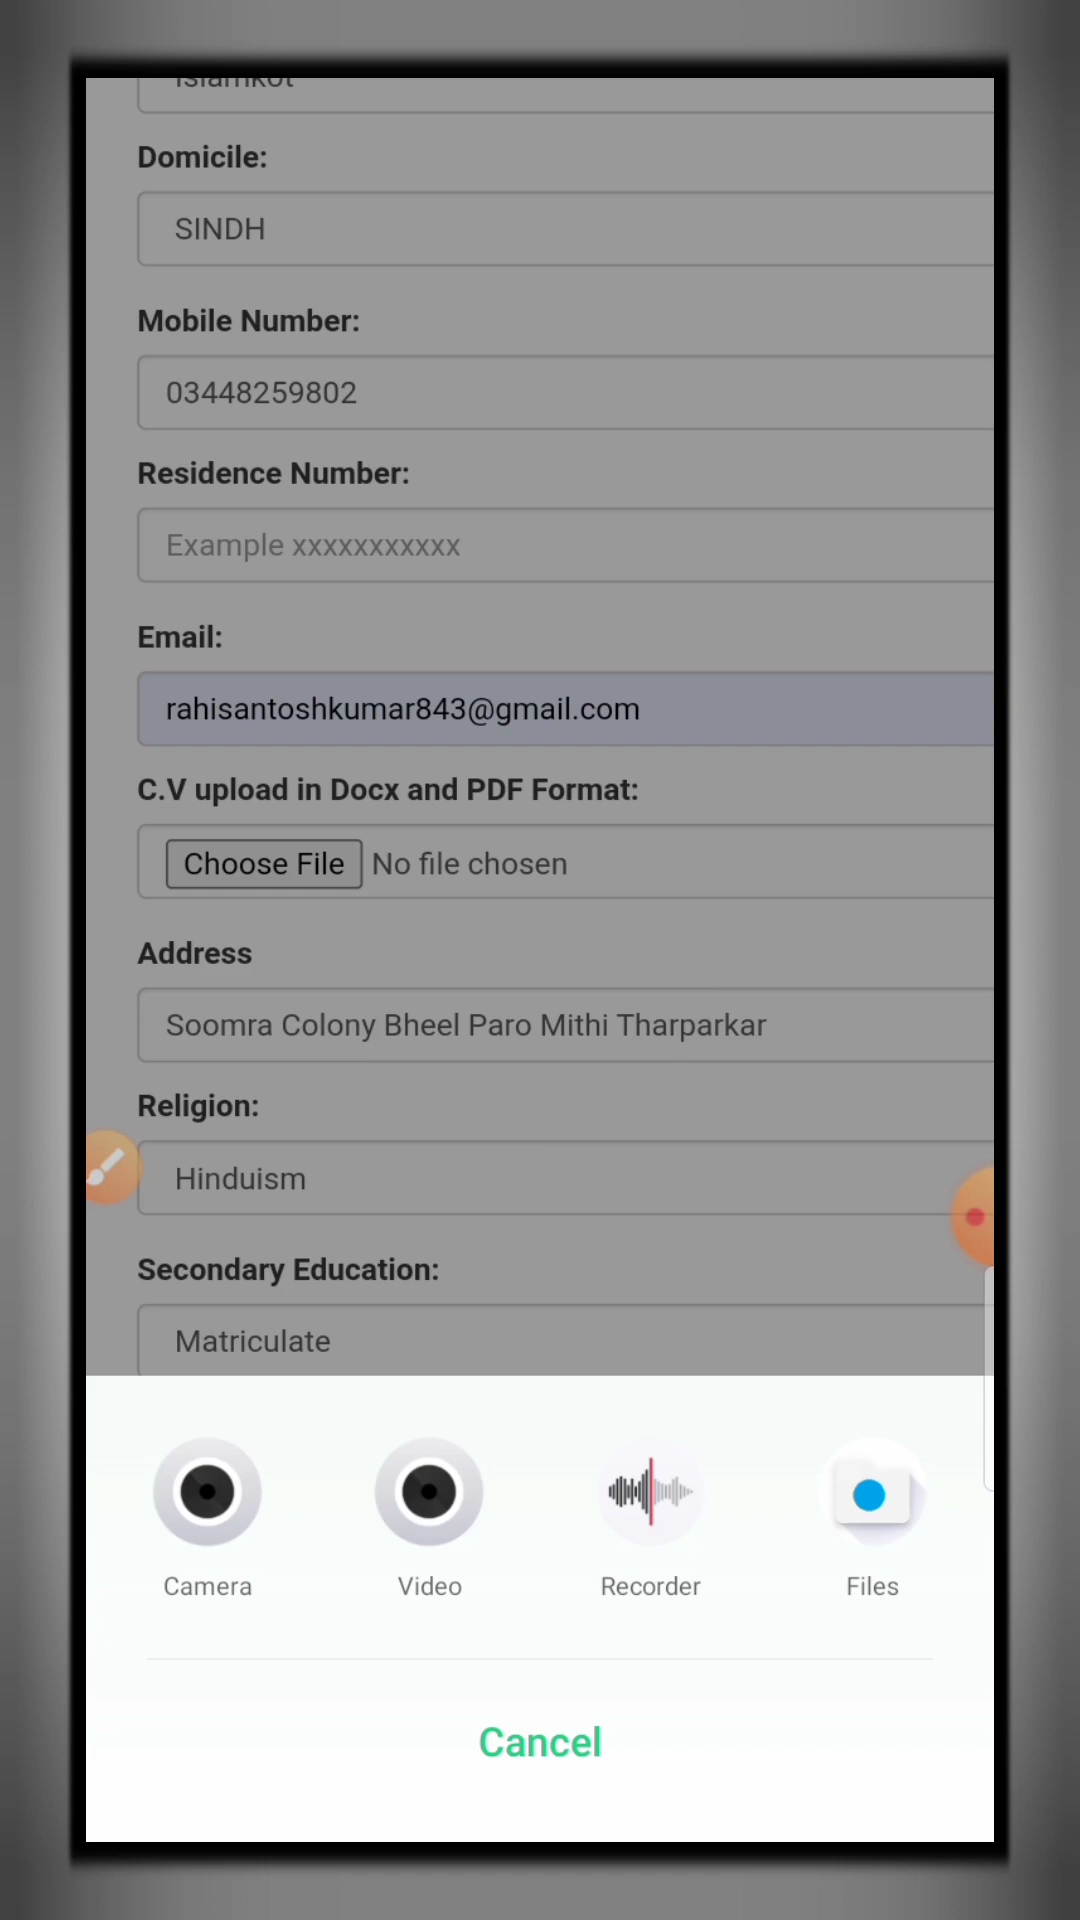 Islamkot
Domicile:
SINDH
Mobile Number:
03448259802
Residence Number:
Example xxxxxxxxxxx
Email:
rahisantoshkumar843@gmail.com
C.V upload in Docx and PDF Format:
Choose File No file chosen
Address
Soomra Colony Bheel Paro Mithi Tharparkar
Religion:
Hinduism
Secondary Education:
Matriculate
Camera Video Recorder Files
Cancel